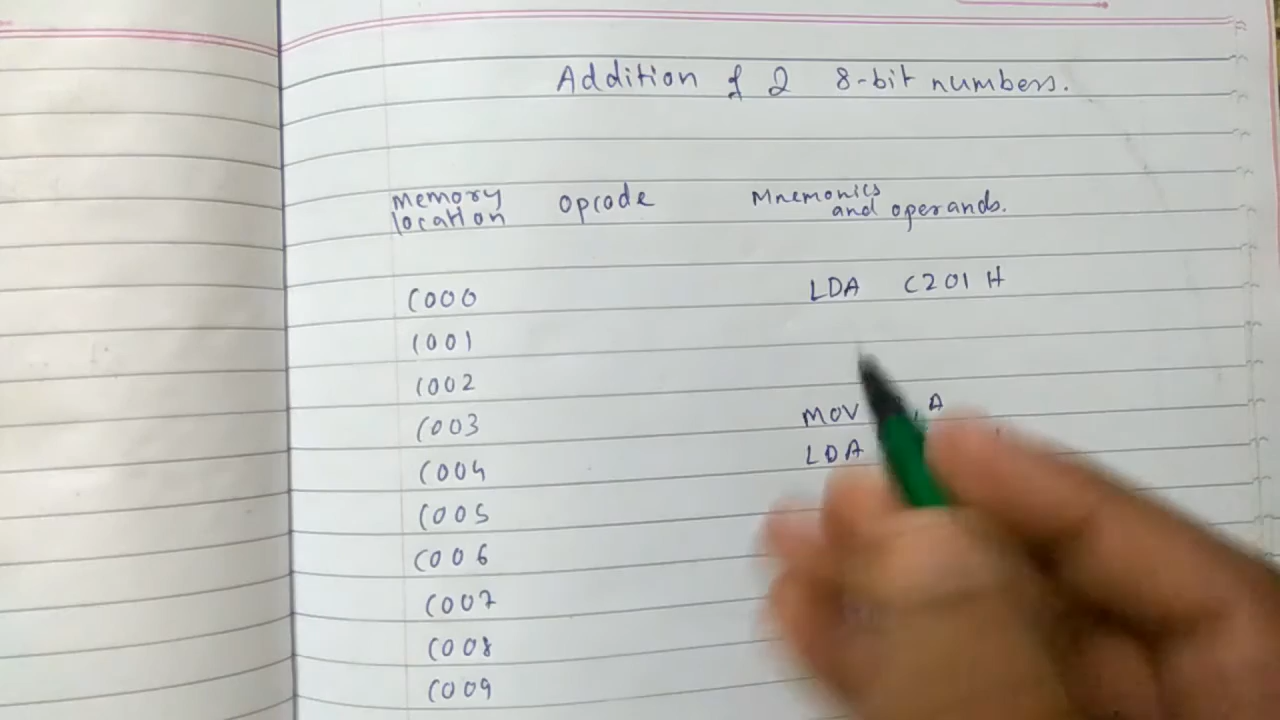 Addition of 2 8-bit numbers.
Memory location opcode Mnemonics and operands.
C000 LDA C201 H
C001
C002
C003 MOV , A
C004 LDA
C005
C006
C007
C008
C009